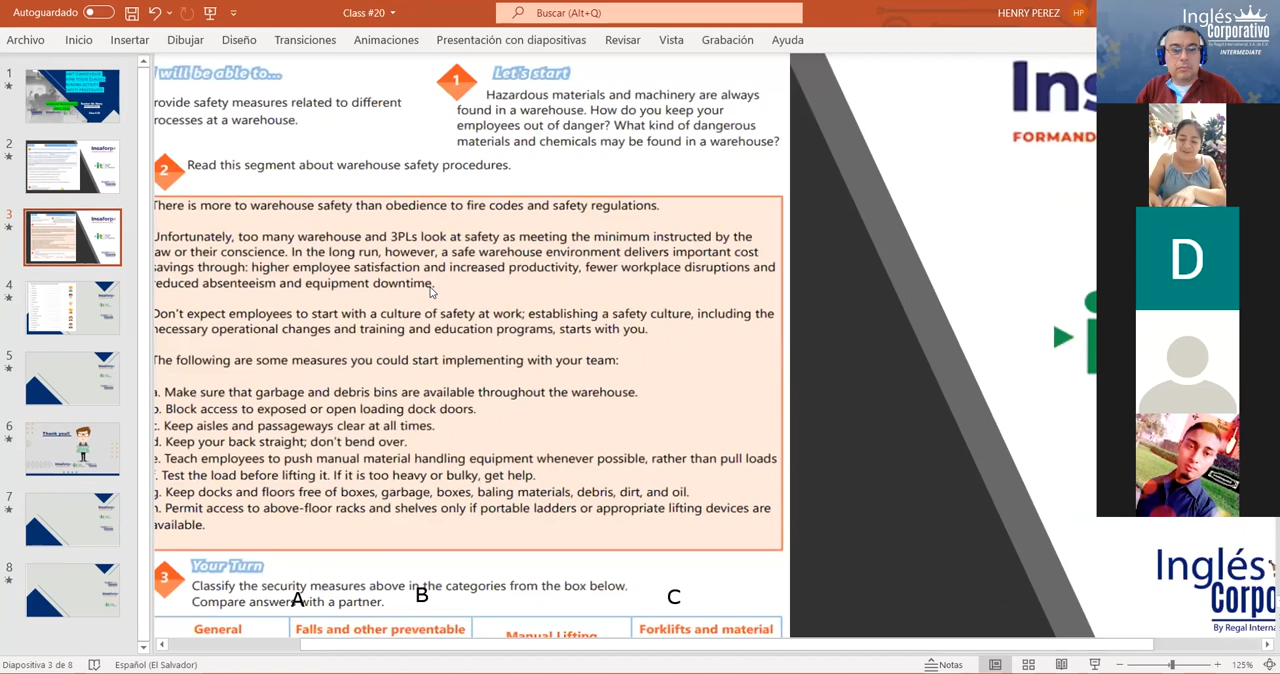 Autoguardado
Class #20
Buscar (Alt+Q)
HENRY PEREZ
HP
Archivo
Inicio
Insertar
Dibujar
Diseño
Transiciones
Animaciones
Presentación con diapositivas
Revisar
Vista
Grabación
Ayuda
1
2
3
4
5
6
7
8
will be able to...
rovide safety measures related to different
rocesses at a warehouse.
1
Let's start
Hazardous materials and machinery are always
found in a warehouse. How do you keep your
employees out of danger? What kind of dangerous
materials and chemicals may be found in a warehouse?
2
Read this segment about warehouse safety procedures.
There is more to warehouse safety than obedience to fire codes and safety regulations.
Unfortunately, too many warehouse and 3PLs look at safety as meeting the minimum instructed by the
aw or their conscience. In the long run, however, a safe warehouse environment delivers important cost
savings through: higher employee satisfaction and increased productivity, fewer workplace disruptions and
reduced absenteeism and equipment downtime.
Don't expect employees to start with a culture of safety at work; establishing a safety culture, including the
necessary operational changes and training and education programs, starts with you.
The following are some measures you could start implementing with your team:
a. Make sure that garbage and debris bins are available throughout the warehouse.
b. Block access to exposed or open loading dock doors.
c. Keep aisles and passageways clear at all times.
d. Keep your back straight; don't bend over.
e. Teach employees to push manual material handling equipment whenever possible, rather than pull loads
f. Test the load before lifting it. If it is too heavy or bulky, get help.
g. Keep docks and floors free of boxes, garbage, boxes, baling materials, debris, dirt, and oil.
h. Permit access to above-floor racks and shelves only if portable ladders or appropriate lifting devices are
available.
3
Your Turn
Classify the security measures above in the categories from the box below.
Compare answers with a partner.
A
B
C
General
Falls and other preventable
Manual Lifting
Forklifts and material
Ins
FORMAND
Inglés
Corpo
By Regal Interna
Inglés
Corporativo
By Regal International, S.A. de C.V.
INTERMEDIATE
D
Diapositiva 3 de 8
Español (El Salvador)
Notas
125%